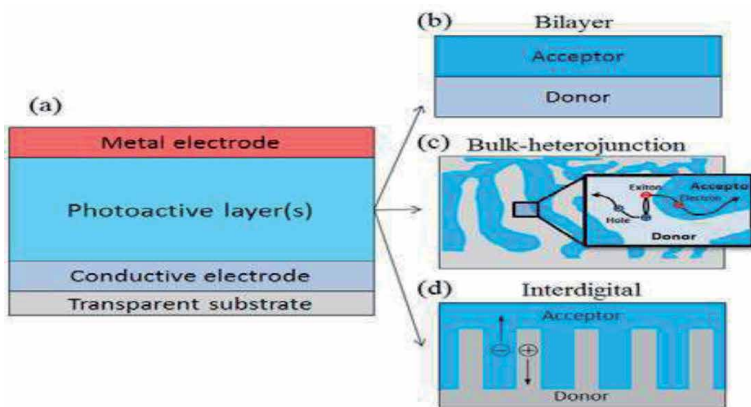 (a)
Metal electrode
Photoactive layer(s)
Conductive electrode
Transparent substrate
(b) Bilayer
Acceptor
Donor
(c) Bulk-heterojunction
Exiton
Acceptor
Electron
Hole
Donor
(d) Interdigital
Acceptor
−
+
Donor